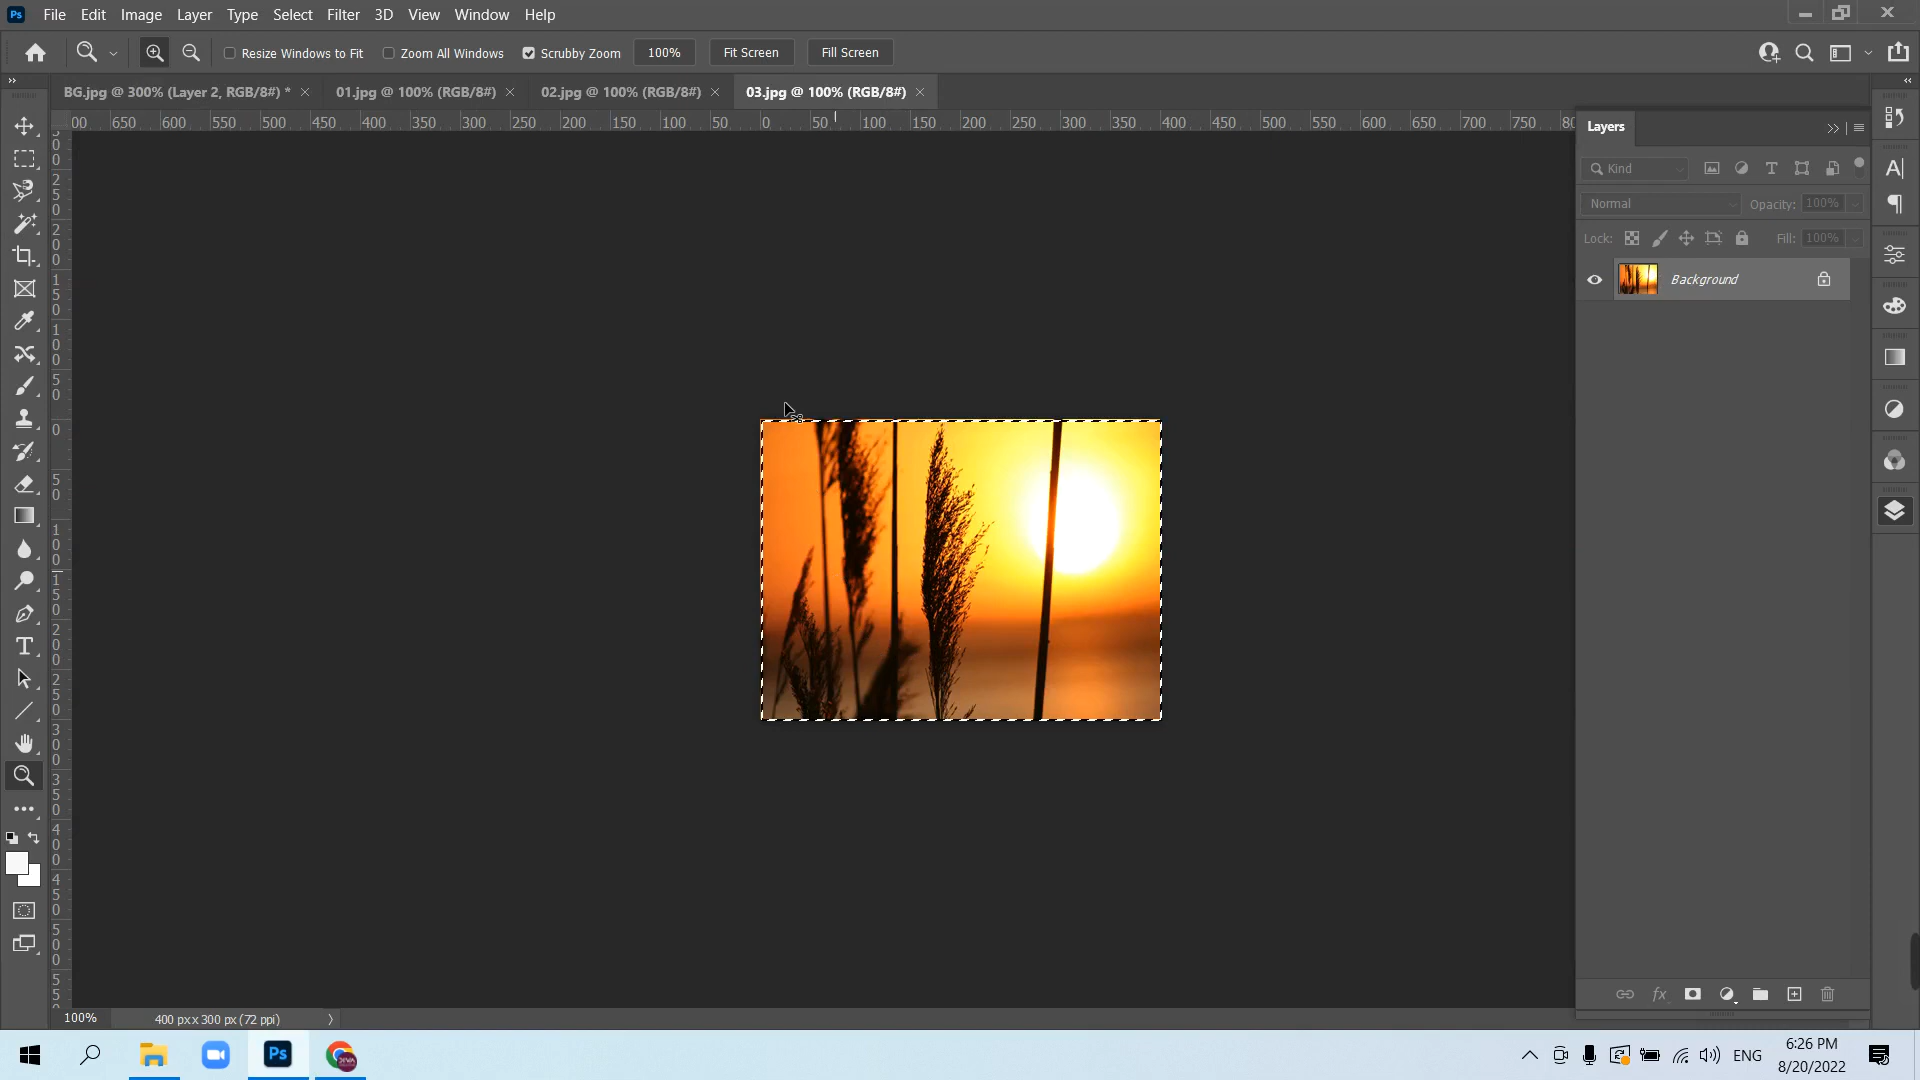 Ps File Edit Image Layer Type Select Filter 3D View Window Help
Resize Windows to Fit Zoom All Windows Scrubby Zoom 100% Fit Screen Fill Screen
BG.jpg @ 300% (Layer 2, RGB/8#) * 01.jpg @ 100% (RGB/8#) 02.jpg @ 100% (RGB/8#) 03.jpg @ 100% (RGB/8#)
00 650 600 550 500 450 400 350 300 250 200 150 100 50 0 50 100 150 200 250 300 350 400 450 500 550 600 650 700 750 80
Layers
Kind
Normal Opacity: 100%
Lock: Fill: 100%
Background
100% 400 px x 300 px (72 ppi)
Ps
ENG
6:26 PM
8/20/2022